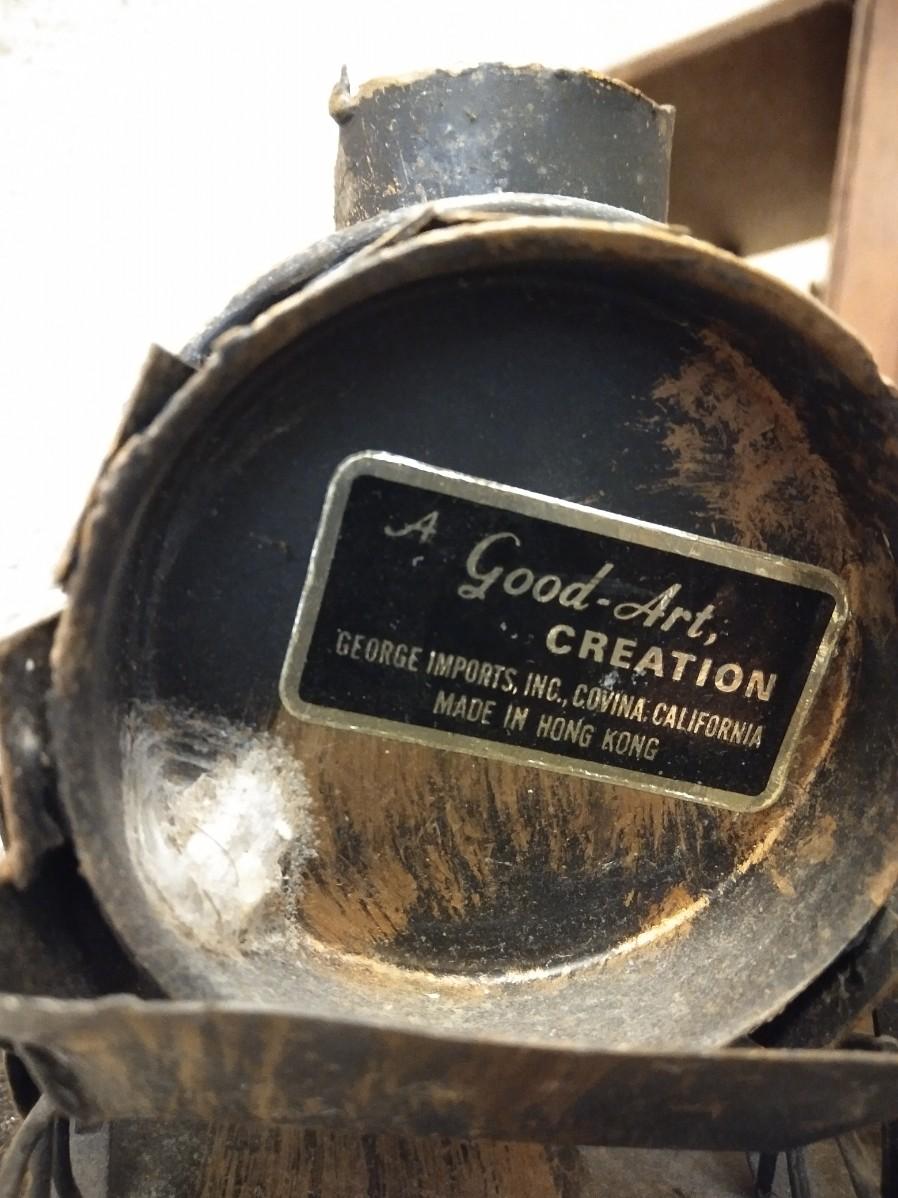 A
Good-Art,
CREATION
GEORGE IMPORTS, INC., COVINA, CALIFORNIA
MADE IN HONG KONG